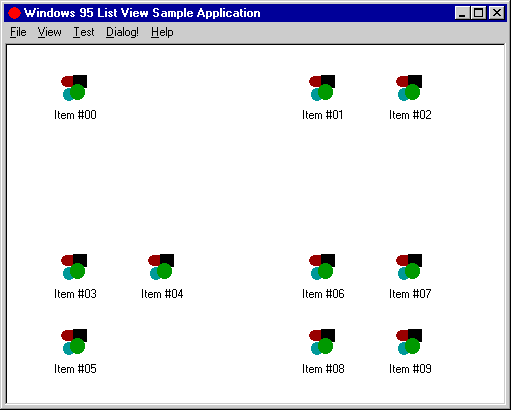 Windows 95 List View Sample Application
File View Test Dialog! Help
Item #00 Item #01 Item #02
Item #03 Item #04 Item #06 Item #07
Item #05 Item #08 Item #09